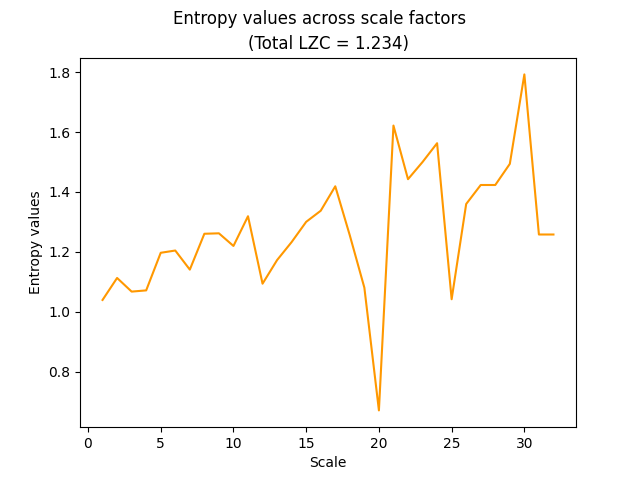 Entropy values across scale factors
(Total LZC = 1.234)
1.8
1.6
1.4
1.2
1.0
0.8
Entropy values
0 5 10 15 20 25 30
Scale